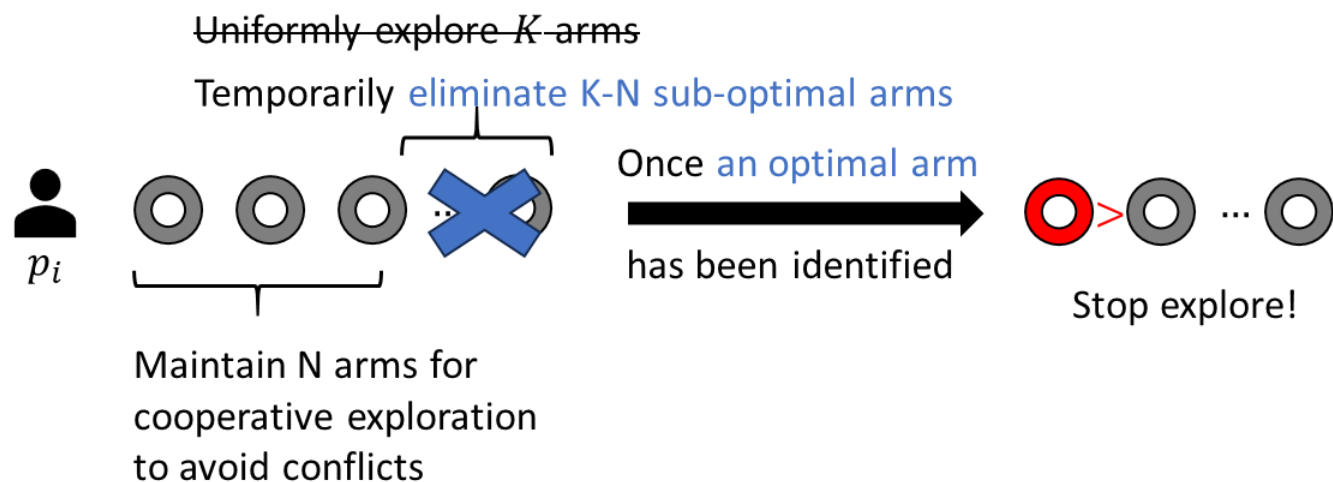 Uniformly explore K arms
Temporarily eliminate K-N sub-optimal arms
Once an optimal arm
... > ...
p_i
has been identified
Stop explore!
Maintain N arms for
cooperative exploration
to avoid conflicts